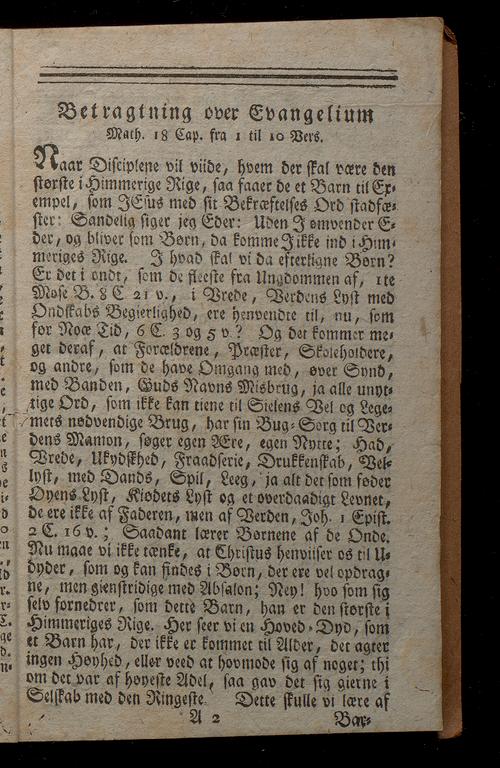 Betragtning over Evangelium
Math. 18 Cap. fra 1 til 10 Vers.
Naar Disciplene vil viide, hvem der skal være den
største i Himmerige Rige, saa faaer de et Barn til Ex-
empel, som JEsus med sit Bekræftelses Ord stadfæ-
ster: Sandelig siger jeg Eder: Uden J omvender E-
der, og bliver som Børn, da komme J ikke ind i Him-
meriges Rige. J hvad skal vi da efterligne Børn?
Er det i ondt, som de fleeste fra Ungdommen af, 1te
Mose B. 8 C. 21 v., i Vrede, Verdens Lyst med
Ondskabs Begierlighed, ere henvendte til, nu, som
for Noæ Tid, 6 C. 3 og 5 v.? Og det kommer me-
get deraf, at Forældrene, Præster, Skoleholdere,
og andre, som de have Omgang med, øver Synd,
med Banden, Guds Navns Misbrug, ja alle unyt-
tige Ord, som ikke kan tiene til Sielens Vel og Lege-
mets nødvendige Brug, har sin Bug-Sorg til Ver-
dens Mamon, søger egen Ære, egen Nytte; Had,
Vrede, Ukydskhed, Fraadserie, Drukkenskab, Vel-
lyst, med Dands, Spil, Leeg, ja alt det som føder
Øyens Lyst, Kiødets Lyst og et overdaadigt Levnet,
de ere ikke af Faderen, men af Verden, Joh. 1 Epist.
2 C. 16 v.; Saadant lærer Børnene af de Onde.
Nu maae vi ikke tænke, at Christus henviiser os til U-
dyder, som og kan findes i Børn, der ere vel opdrag-
ne, men gienstridige med Absalon; Ney! hvo som sig
selv fornedrer, som dette Barn, han er den største i
Himmeriges Rige. Her seer vi en Hoved-Dyd, som
et Barn har, der ikke er kommet til Alder, det agter
ingen Høyhed, eller veed at hovmode sig af noget; thi
om det var af høyeste Adel, saa gav det sig gierne i
Selskab med den Ringeste. Dette skulle vi lære af
A 2 Bør-